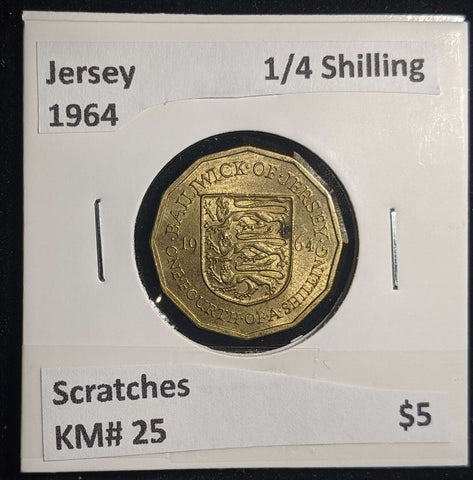 Jersey 1/4 Shilling
1964
BAILIWICK·OF·JERSEY
19 64
ONE·FOURTH·OF·A·SHILLING
Scratches
KM# 25 $5